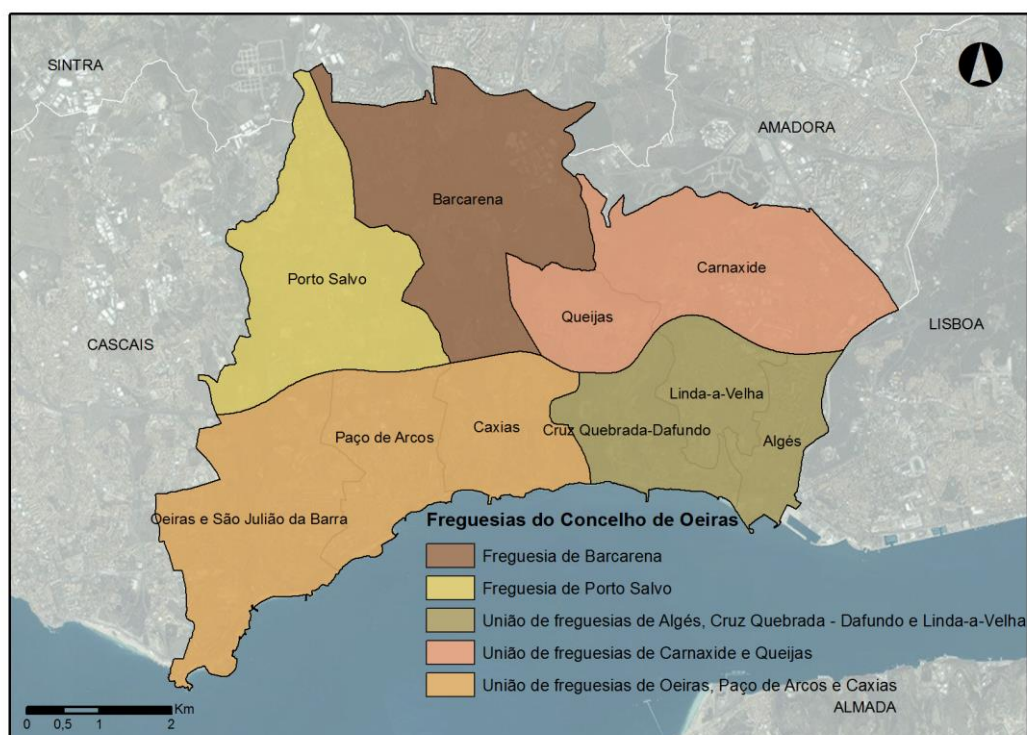 SINTRA
AMADORA
Barcarena
Carnaxide
Porto Salvo
Queijas
LISBOA
CASCAIS
Linda-a-Velha
Caxias
Cruz Quebrada-Dafundo
Paço de Arcos
Algés
Oeiras e São Julião da Barra
Freguesias do Concelho de Oeiras
Freguesia de Barcarena
Freguesia de Porto Salvo
União de freguesias de Algés, Cruz Quebrada - Dafundo e Linda-a-Velha
União de freguesias de Carnaxide e Queijas
União de freguesias de Oeiras, Paço de Arcos e Caxias
ALMADA
Km
0 0,5 1 2